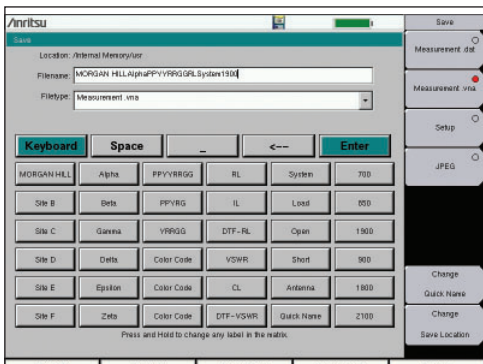 Anritsu
Save
Save
Location: /Internal Memory/usr
Measurement .dat
Filename: MORGAN HILLAlphaPPYVRRGGRLSystem1900
Measurement .vna
Filetype: Measurement .vna
Setup
Keyboard Space _ <-- Enter
JPEG
MORGAN HILL Alpha PPYVRRGG RL System 700
Site B Beta PPYRG IL Load 850
Site C Gamma YRRGG DTF-RL Open 1900
Site D Delta Color Code VSWR Short 900
Site E Epsilon Color Code CL Antenna 1800
Change
Quick Name
Site F Zeta Color Code DTF-VSWR Quick Name 2100
Change
Save Location
Press and Hold to change any label in the matrix.